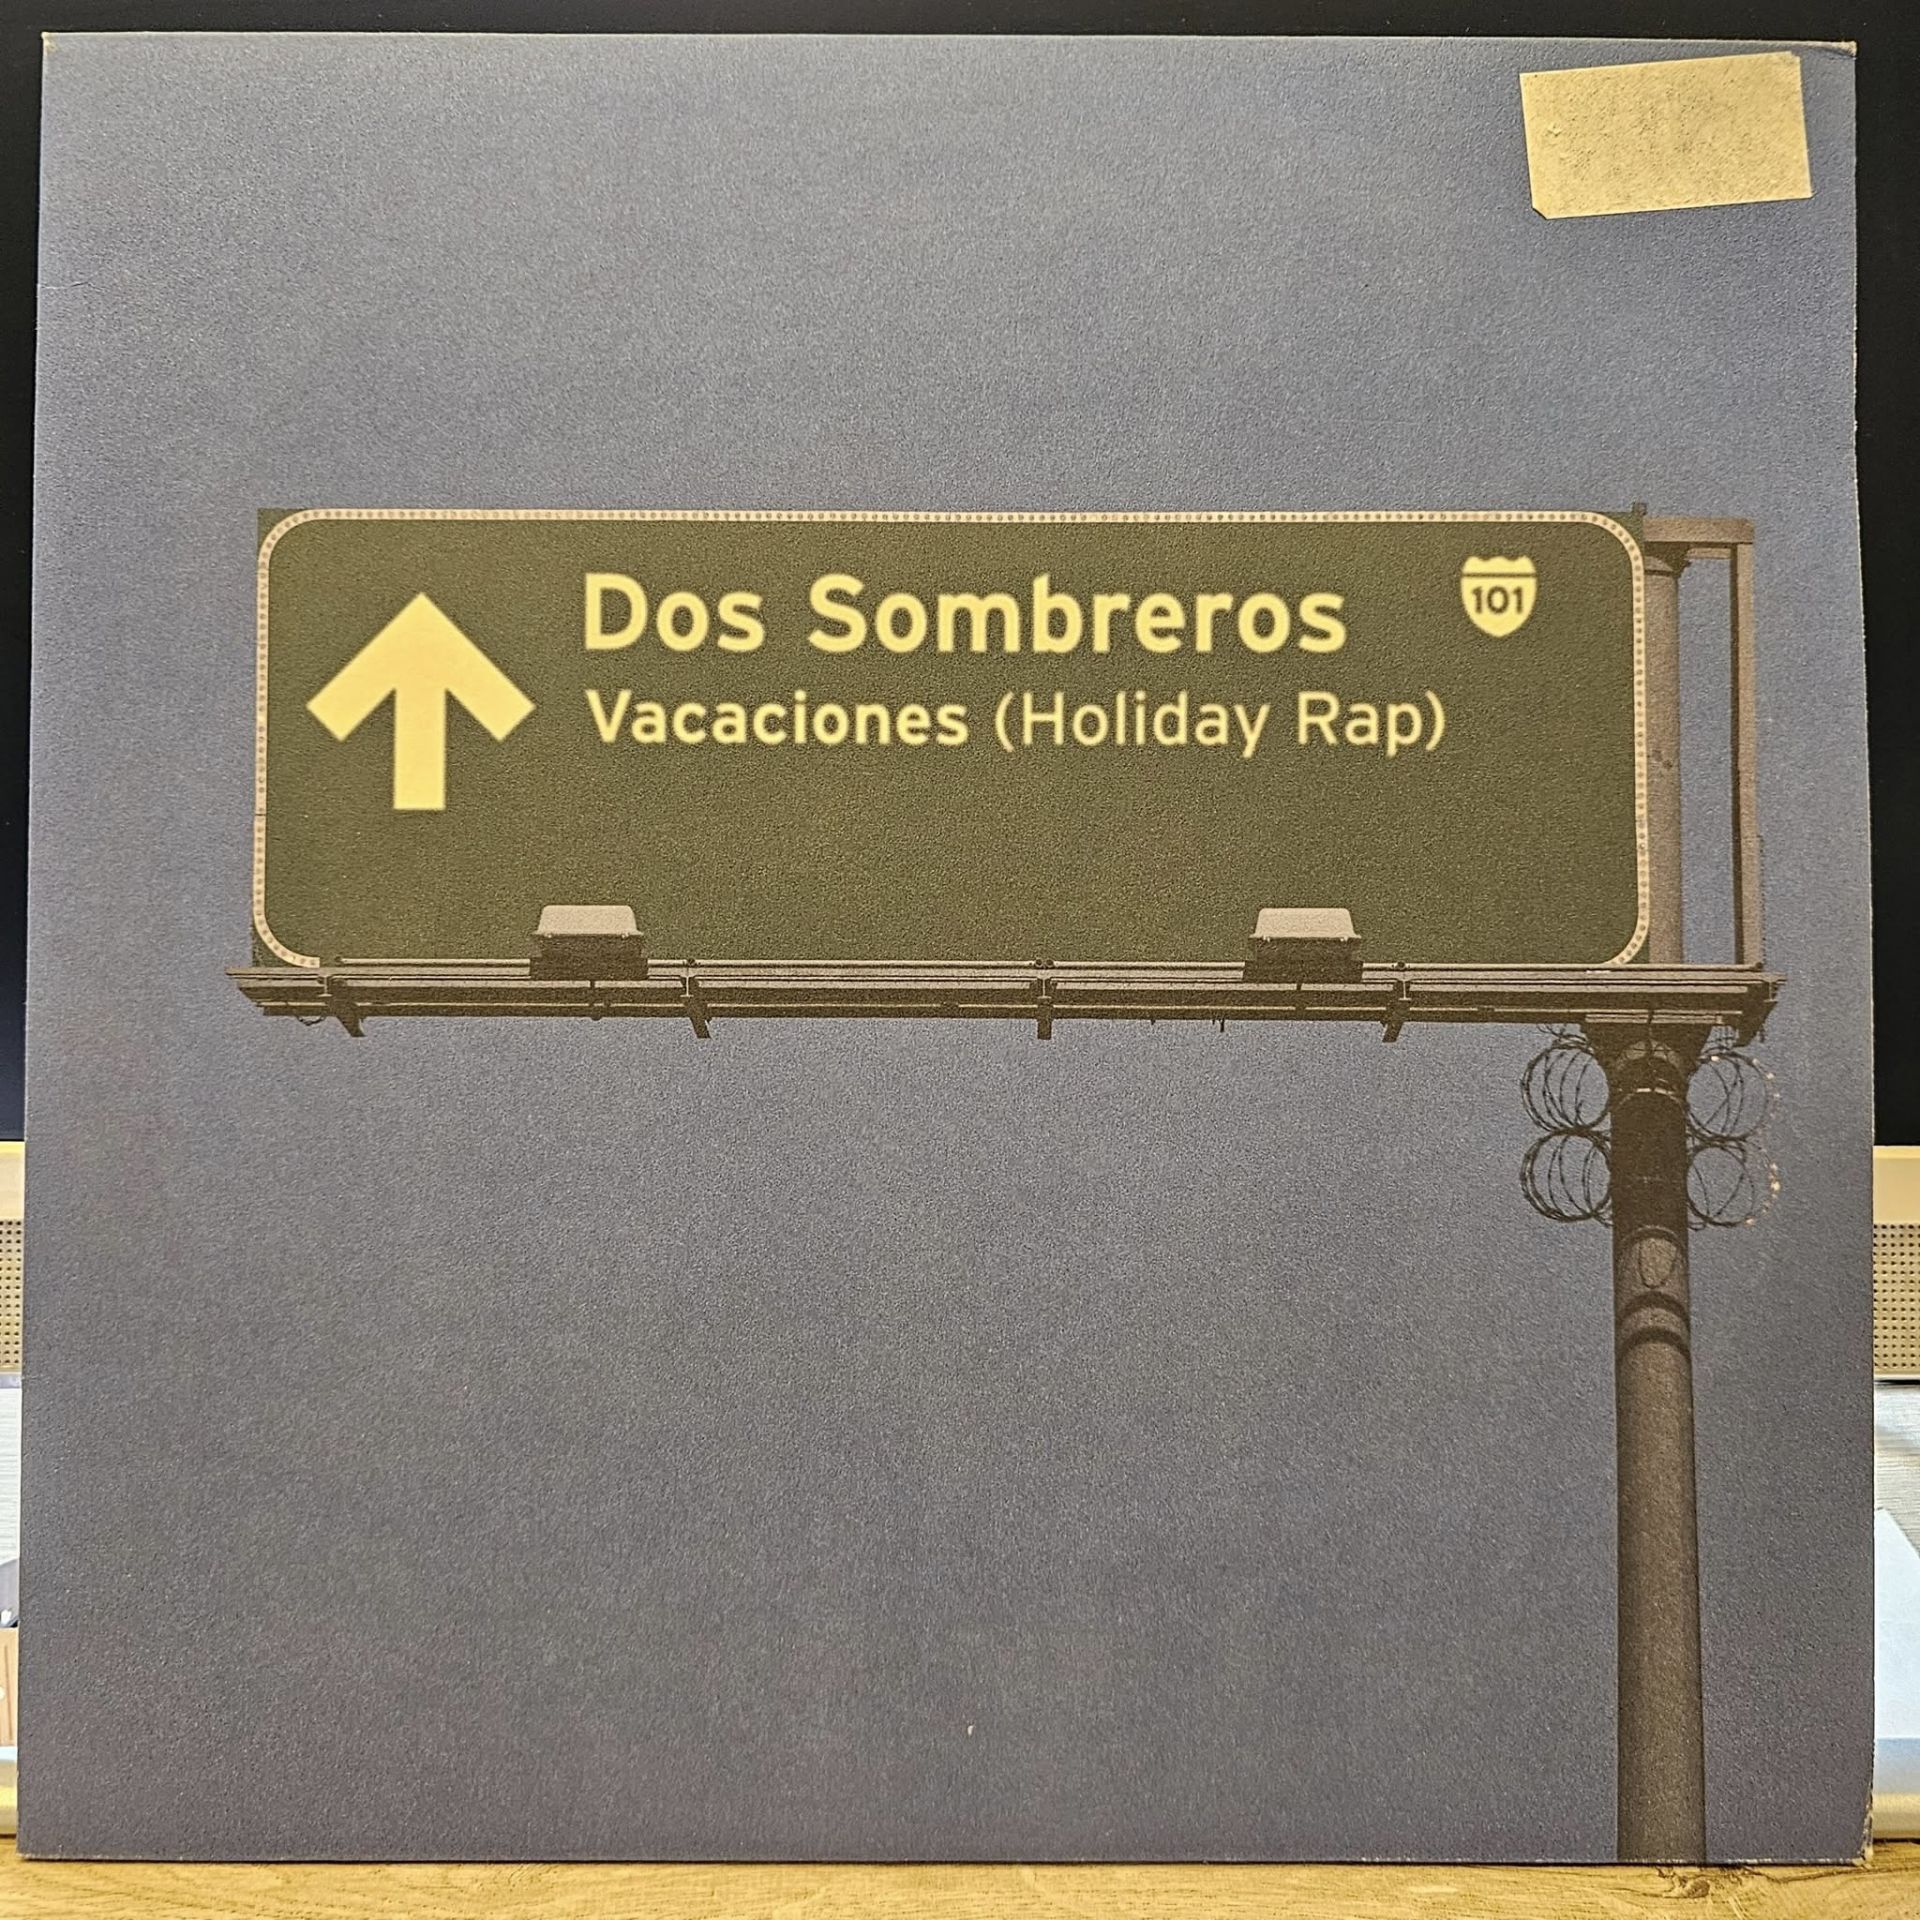 Dos Sombreros
101
Vacaciones (Holiday Rap)